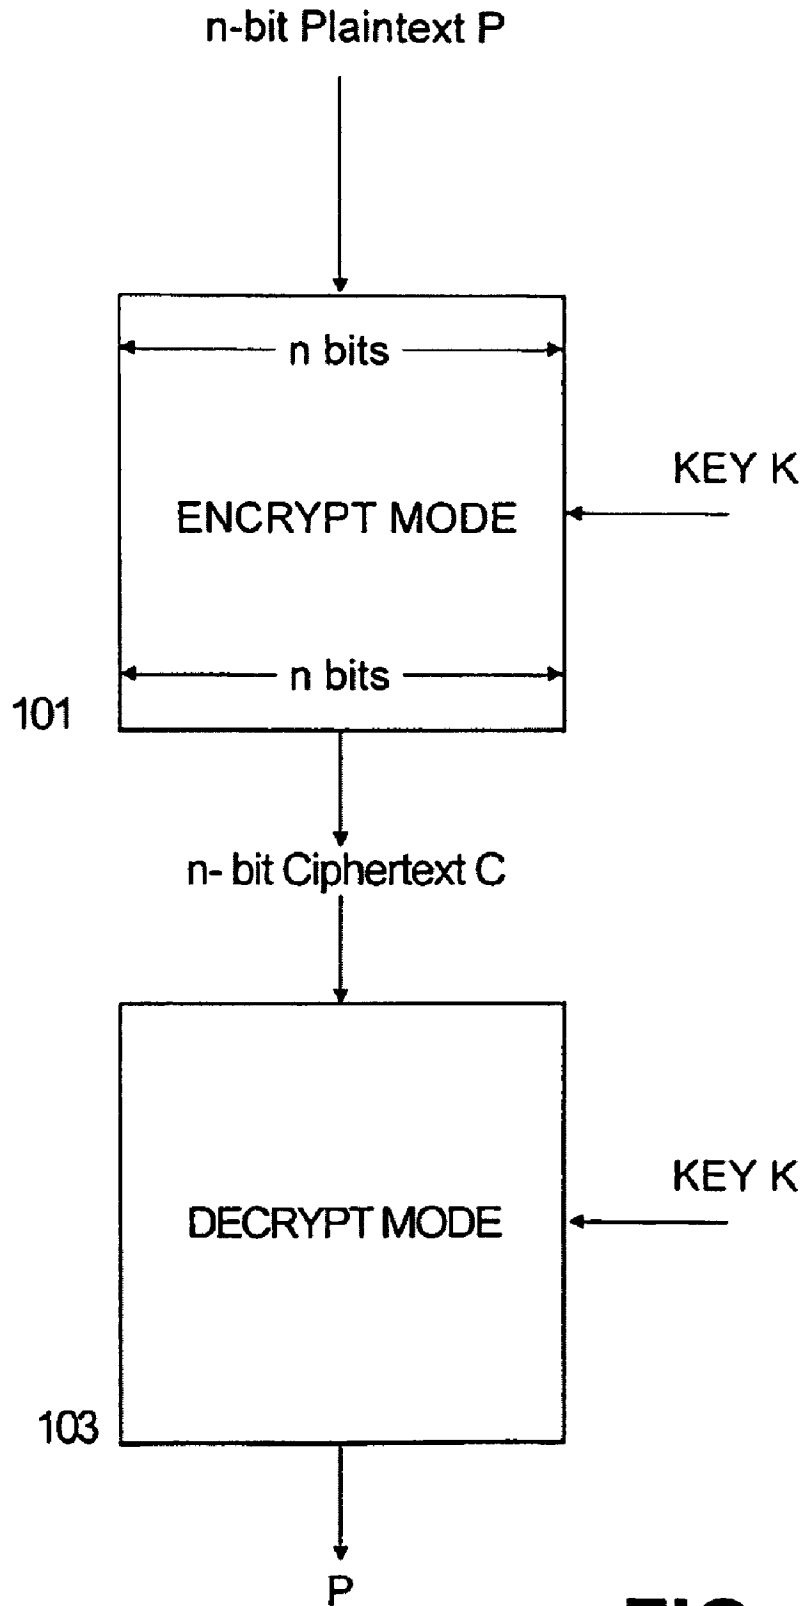 n-bit Plaintext P
n bits
KEY K
ENCRYPT MODE
n bits
101
n- bit Ciphertext C
KEY K
DECRYPT MODE
103
P